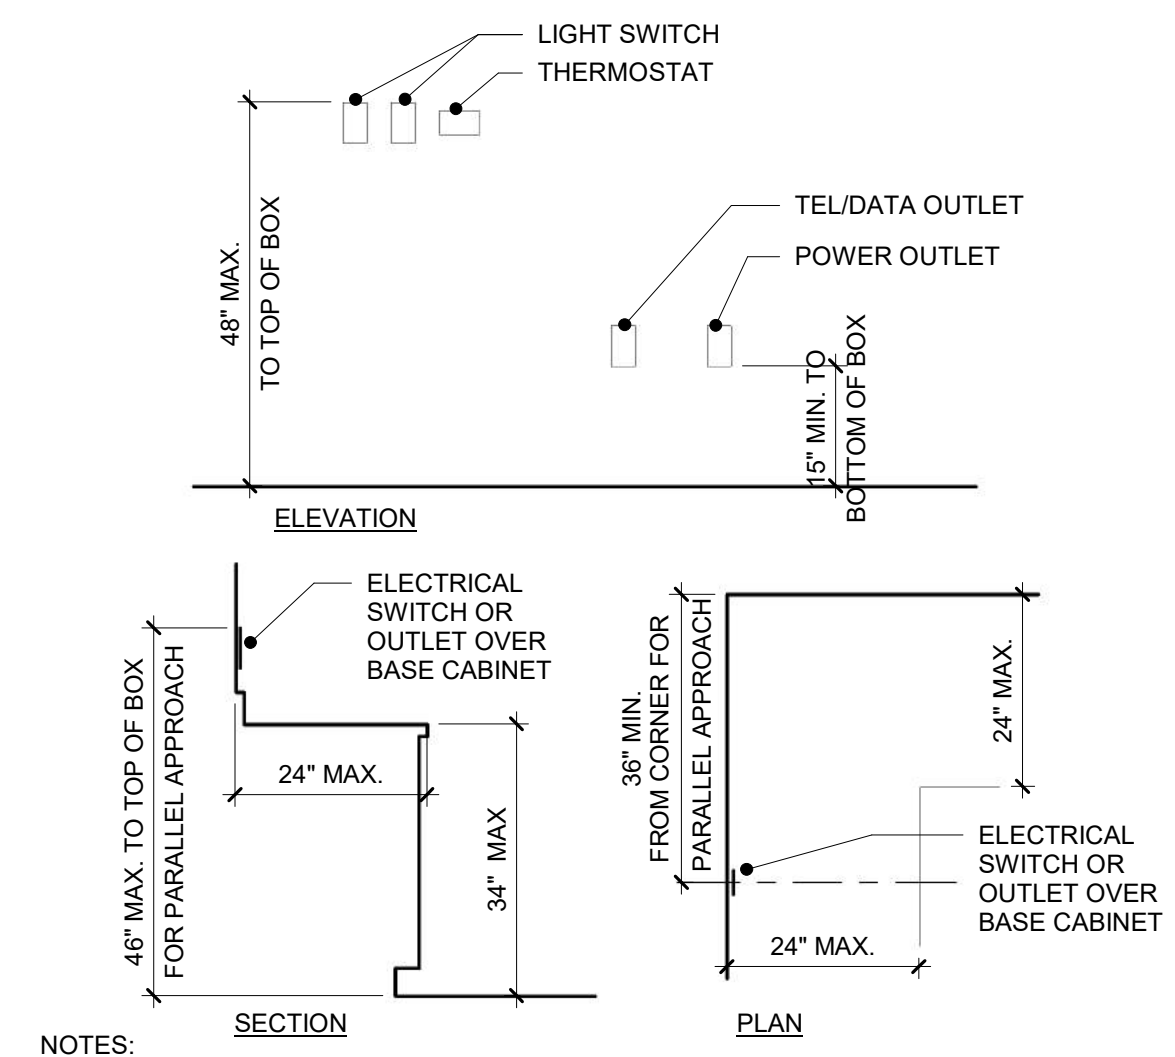 LIGHT SWITCH
THERMOSTAT
48" MAX.
TO TOP OF BOX
TEL/DATA OUTLET
POWER OUTLET
15" MIN. TO
BOTTOM OF BOX
ELEVATION
ELECTRICAL
SWITCH OR
OUTLET OVER
BASE CABINET
46" MAX. TO TOP OF BOX
FOR PARALLEL APPROACH
24" MAX.
34" MAX
SECTION
36" MIN.
FROM CORNER FOR
PARALLEL APPROACH
24" MAX.
ELECTRICAL
SWITCH OR
OUTLET OVER
BASE CABINET
24" MAX.
PLAN
NOTES: